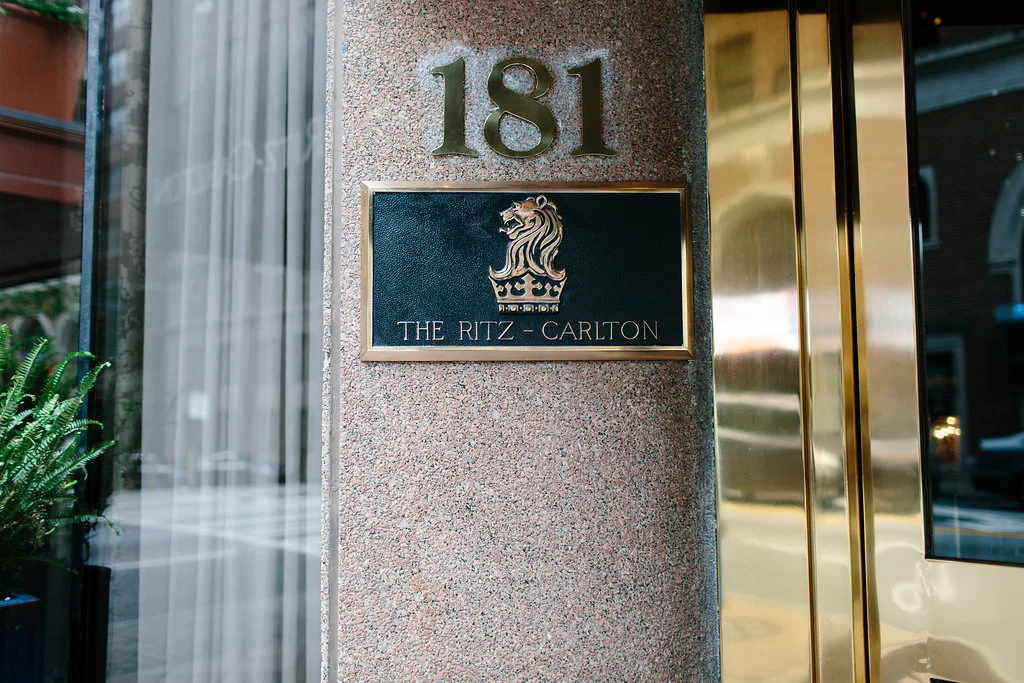 181
THE RITZ - CARLTON